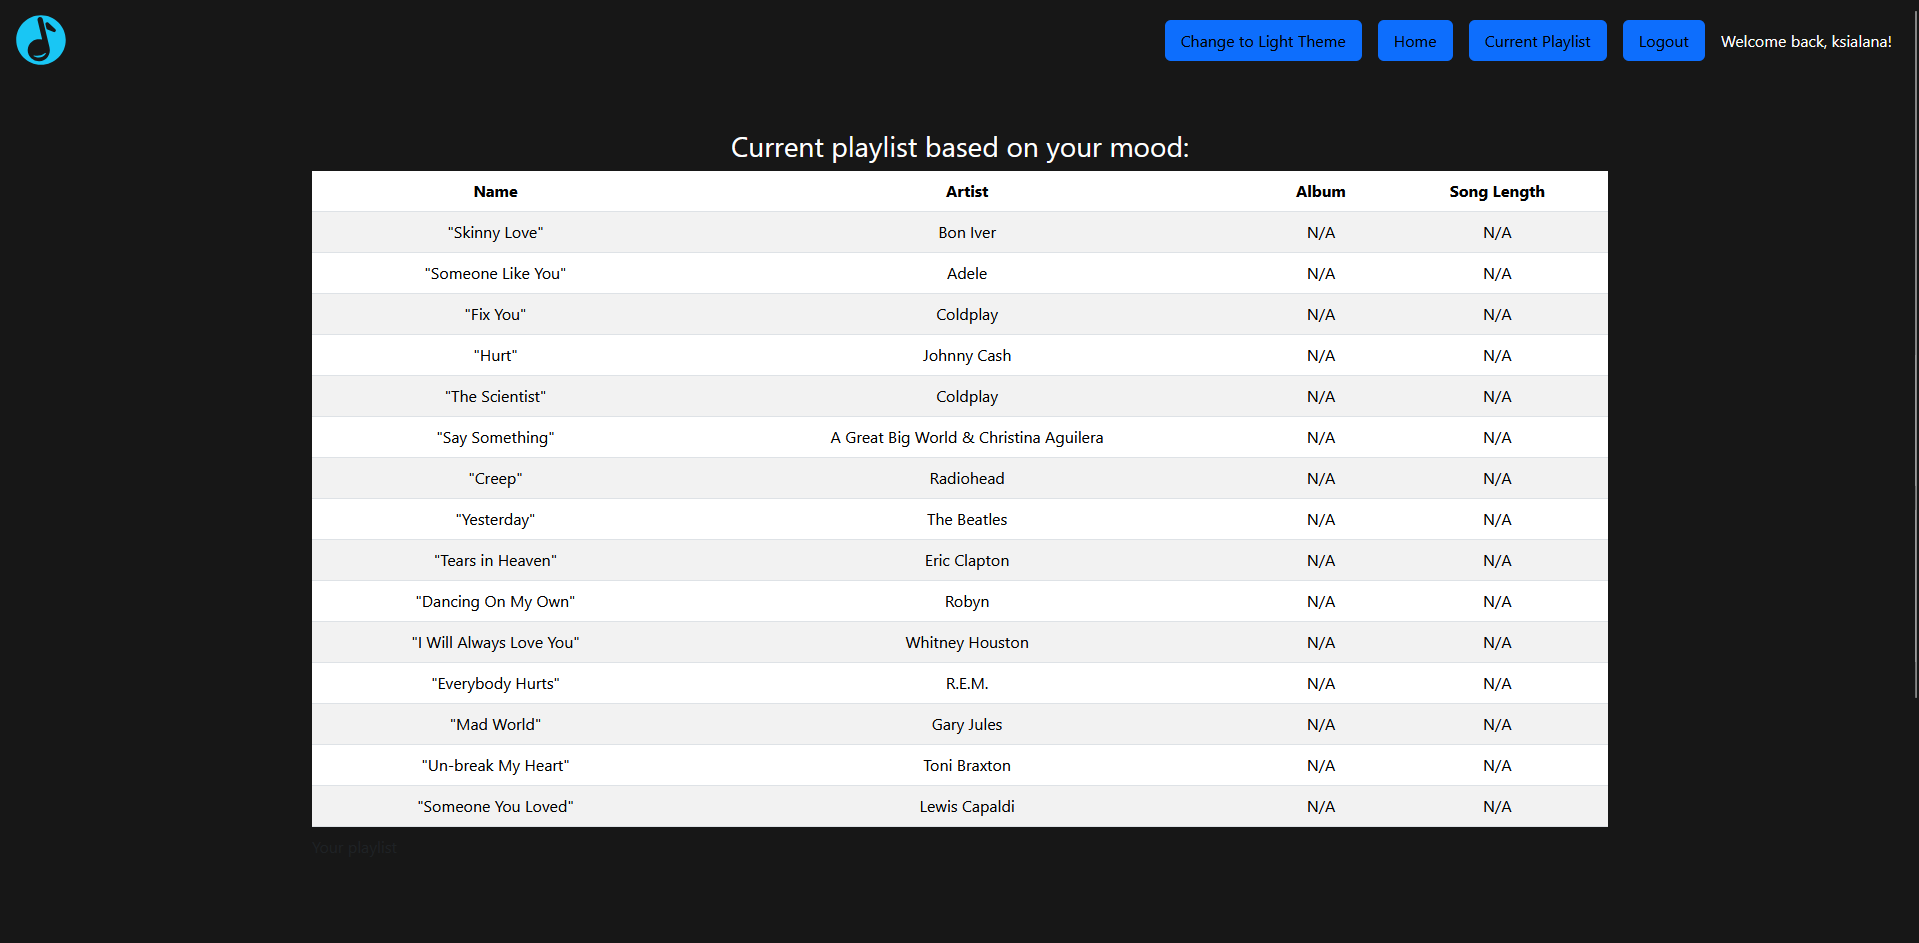 Change to Light Theme Home Current Playlist Logout Welcome back, ksialana!
Current playlist based on your mood:
Name Artist Album Song Length
"Skinny Love" Bon Iver N/A N/A
"Someone Like You" Adele N/A N/A
"Fix You" Coldplay N/A N/A
"Hurt" Johnny Cash N/A N/A
"The Scientist" Coldplay N/A N/A
"Say Something" A Great Big World & Christina Aguilera N/A N/A
"Creep" Radiohead N/A N/A
"Yesterday" The Beatles N/A N/A
"Tears in Heaven" Eric Clapton N/A N/A
"Dancing On My Own" Robyn N/A N/A
"I Will Always Love You" Whitney Houston N/A N/A
"Everybody Hurts" R.E.M. N/A N/A
"Mad World" Gary Jules N/A N/A
"Un-break My Heart" Toni Braxton N/A N/A
"Someone You Loved" Lewis Capaldi N/A N/A
Your playlist